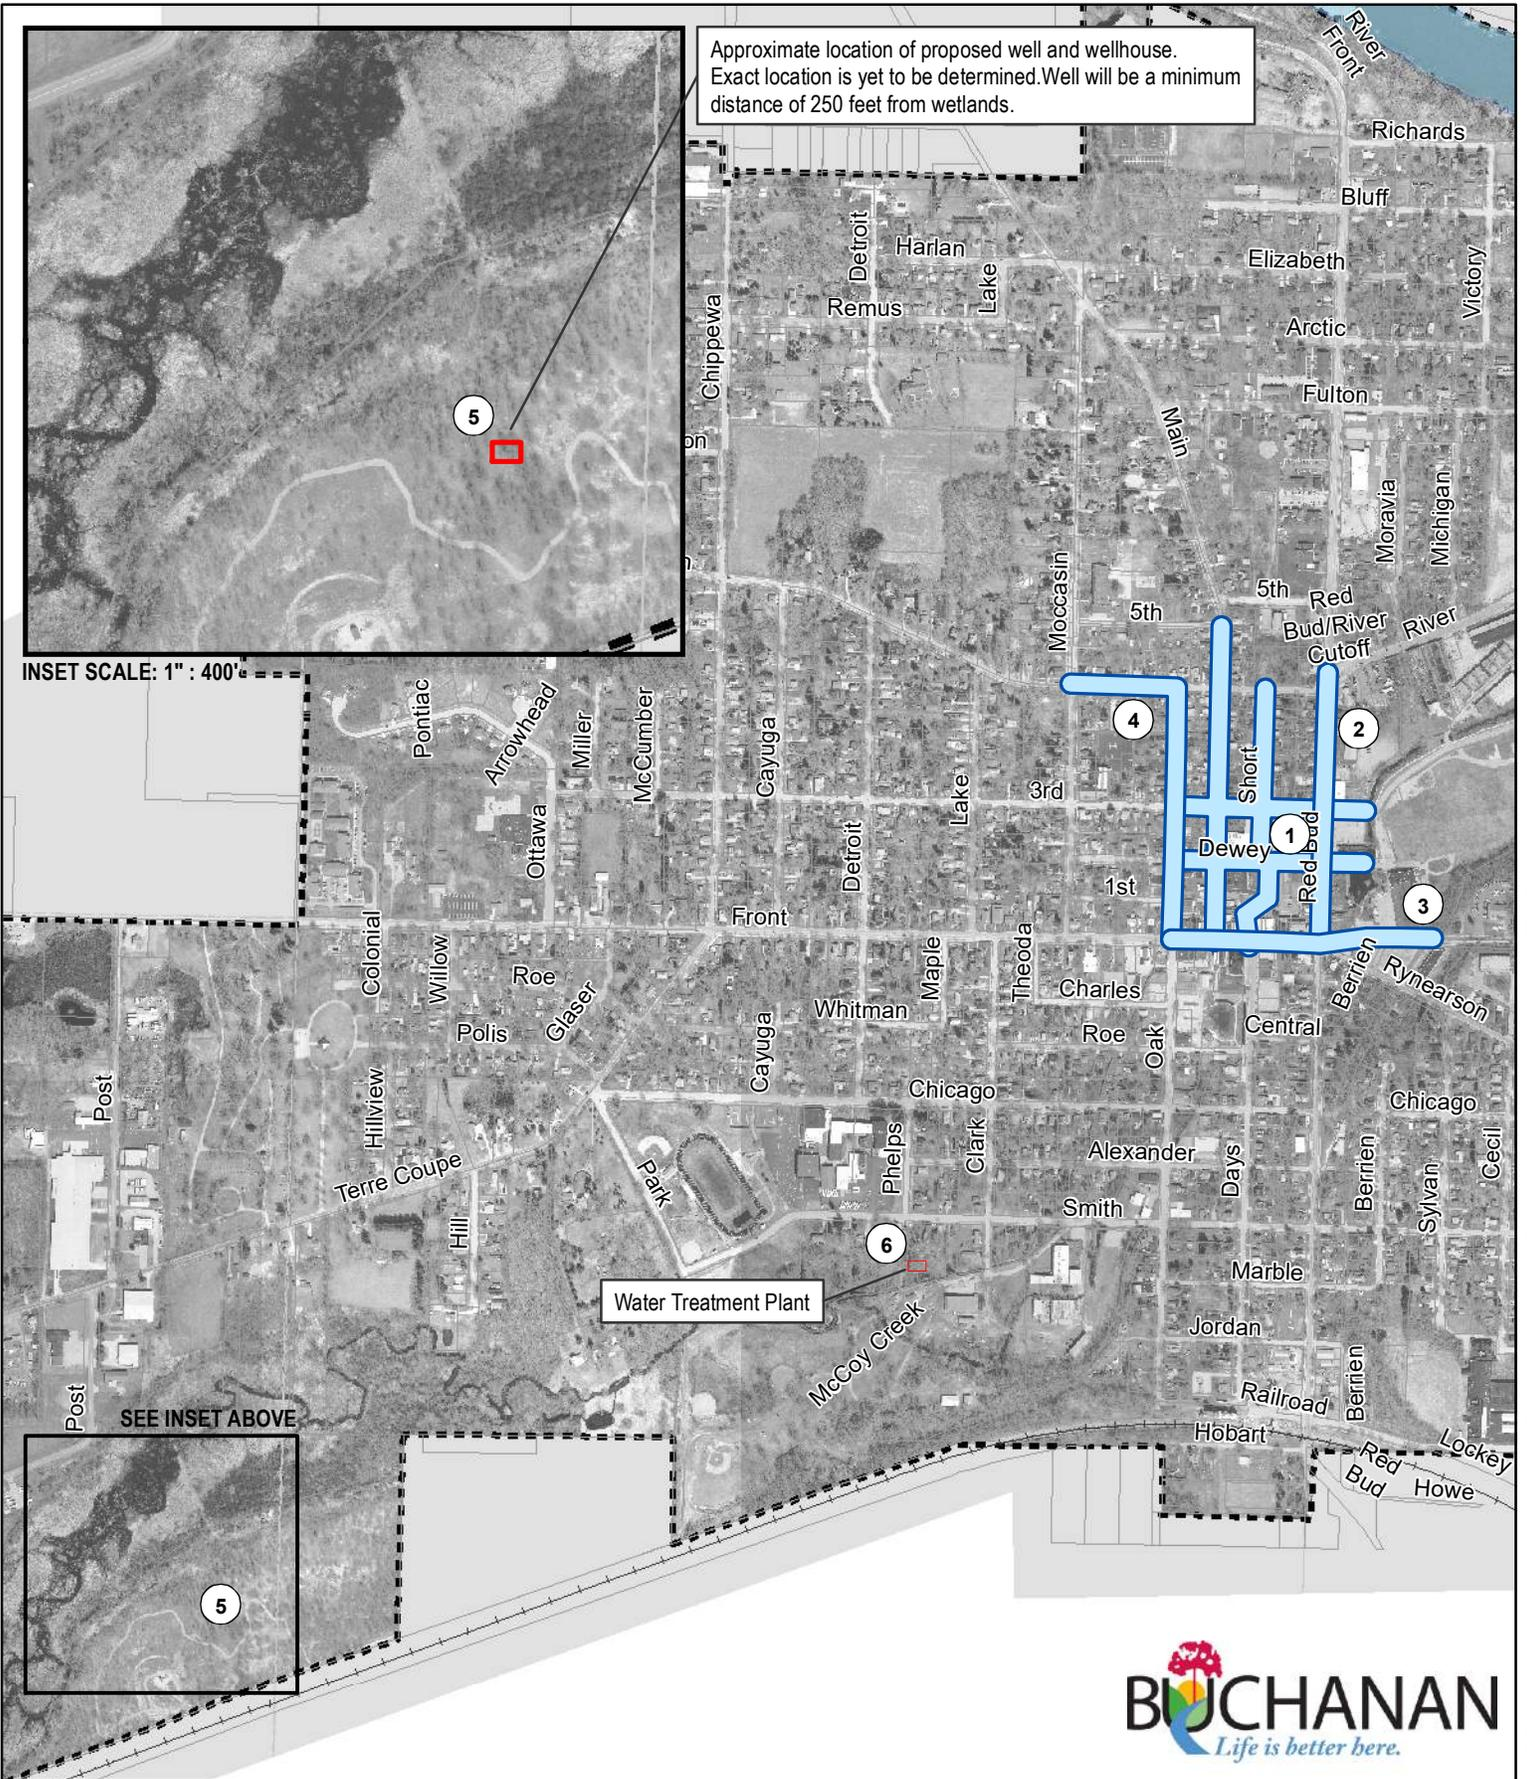 Approximate location of proposed well and wellhouse.
Exact location is yet to be determined.Well will be a minimum
distance of 250 feet from wetlands.
River
Front
Richards
Bluff
Detroit
Harlan
Lake
Elizabeth
Victory
Chippewa
Remus
Arctic
Fulton
5
Main
on
Moravia
Michigan
Moccasin
5th
5th
Red
Bud/River
Cutoff
River
INSET SCALE: 1" : 400'
Pontiac
Arrowhead
Miller
McCumber
Cayuga
4
2
Short
3rd
Lake
Ottawa
Detroit
1
Dewey
Red Bud
1st
3
Front
Colonial
Willow
Roe
Glaser
Maple
Theoda
Charles
Berrien
Rynearson
Whitman
Polis
Cayuga
Roe
Oak
Central
Post
Hillview
Chicago
Chicago
Terre Coupe
Park
Phelps
Clark
Alexander
Days
Berrien
Sylvan
Cecil
Hill
Smith
6
Marble
Water Treatment Plant
McCoy Creek
Jordan
Post
Railroad
Berrien
SEE INSET ABOVE
Hobart
Red
Bud
Lockey
Howe
5
BUCHANAN
Life is better here.